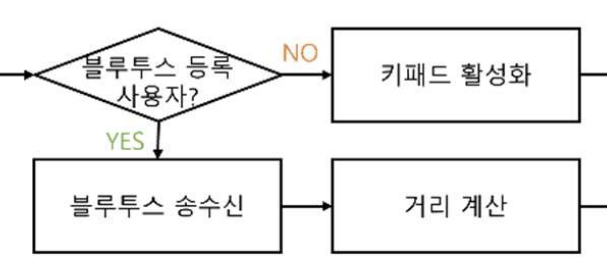 블루투스 등록
사용자?
NO
키패드 활성화
YES
블루투스 송수신
거리 계산